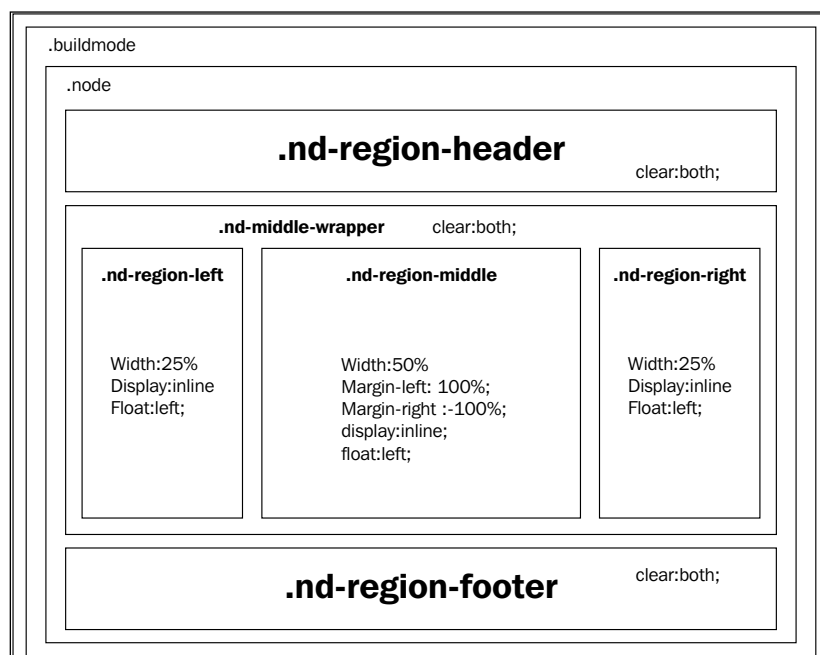 .buildmode
.node
.nd-region-header
clear:both;
.nd-middle-wrapper clear:both;
.nd-region-left
Width:25%
Display:inline
Float:left;
.nd-region-middle
Width:50%
Margin-left: 100%;
Margin-right :-100%;
display:inline;
float:left;
.nd-region-right
Width:25%
Display:inline
Float:left;
.nd-region-footer
clear:both;